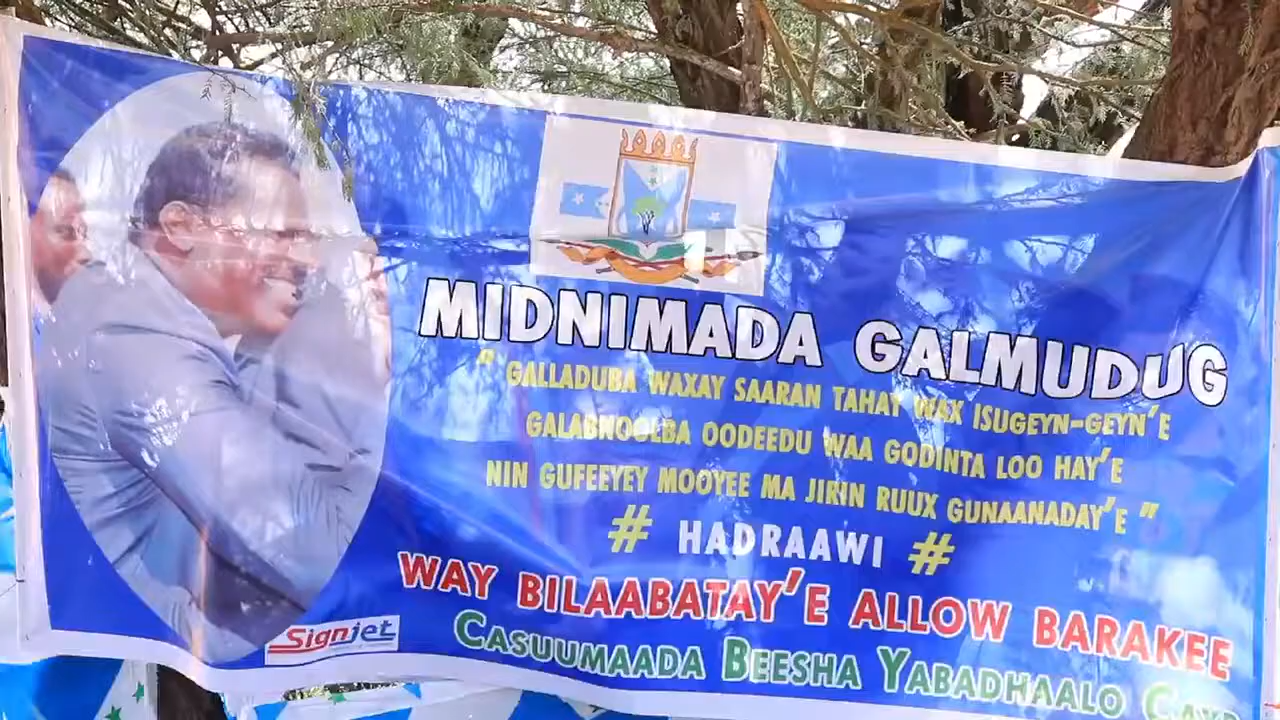 MIDNIMADA GALMUDUG
" GALLADUBA WAXAY SAARAN TAHAY WAX ISUGEYN-GEYN'E
GALABNOOLBA OODEEDU WAA GODINTA LOO HAY'E
NIN GUFEEYEY MOOYEE MA JIRIN RUUX GUNAANADAY'E "
# HADRAAWI #
WAY BILAABATAY'E ALLOW BARAKEE
CASUUMAADA BEESHA YABADHAALO
Signjet